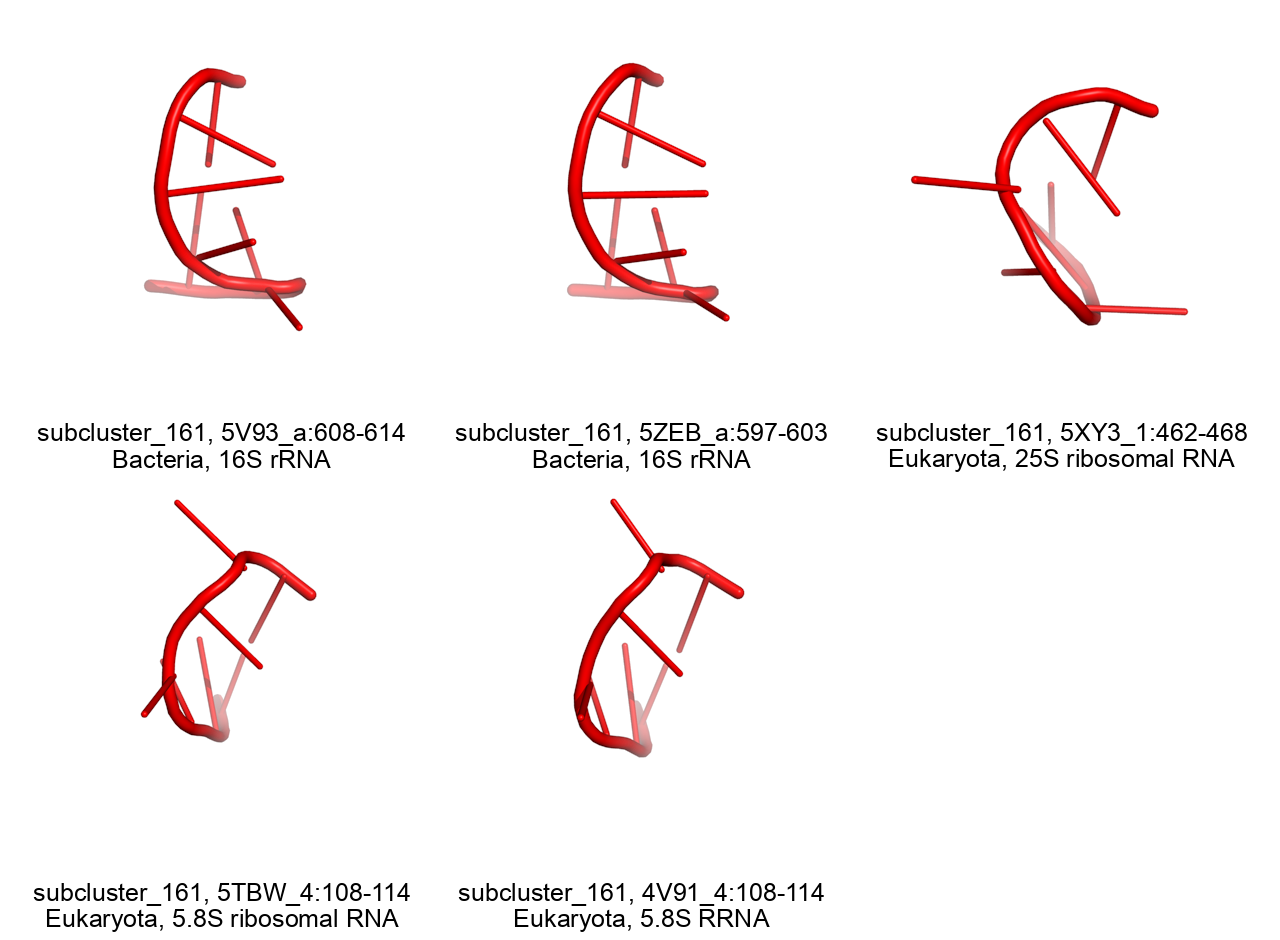 subcluster_161, 5V93_a:608-614
Bacteria, 16S rRNA
subcluster_161, 5ZEB_a:597-603
Bacteria, 16S rRNA
subcluster_161, 5XY3_1:462-468
Eukaryota, 25S ribosomal RNA
subcluster_161, 5TBW_4:108-114
Eukaryota, 5.8S ribosomal RNA
subcluster_161, 4V91_4:108-114
Eukaryota, 5.8S RRNA